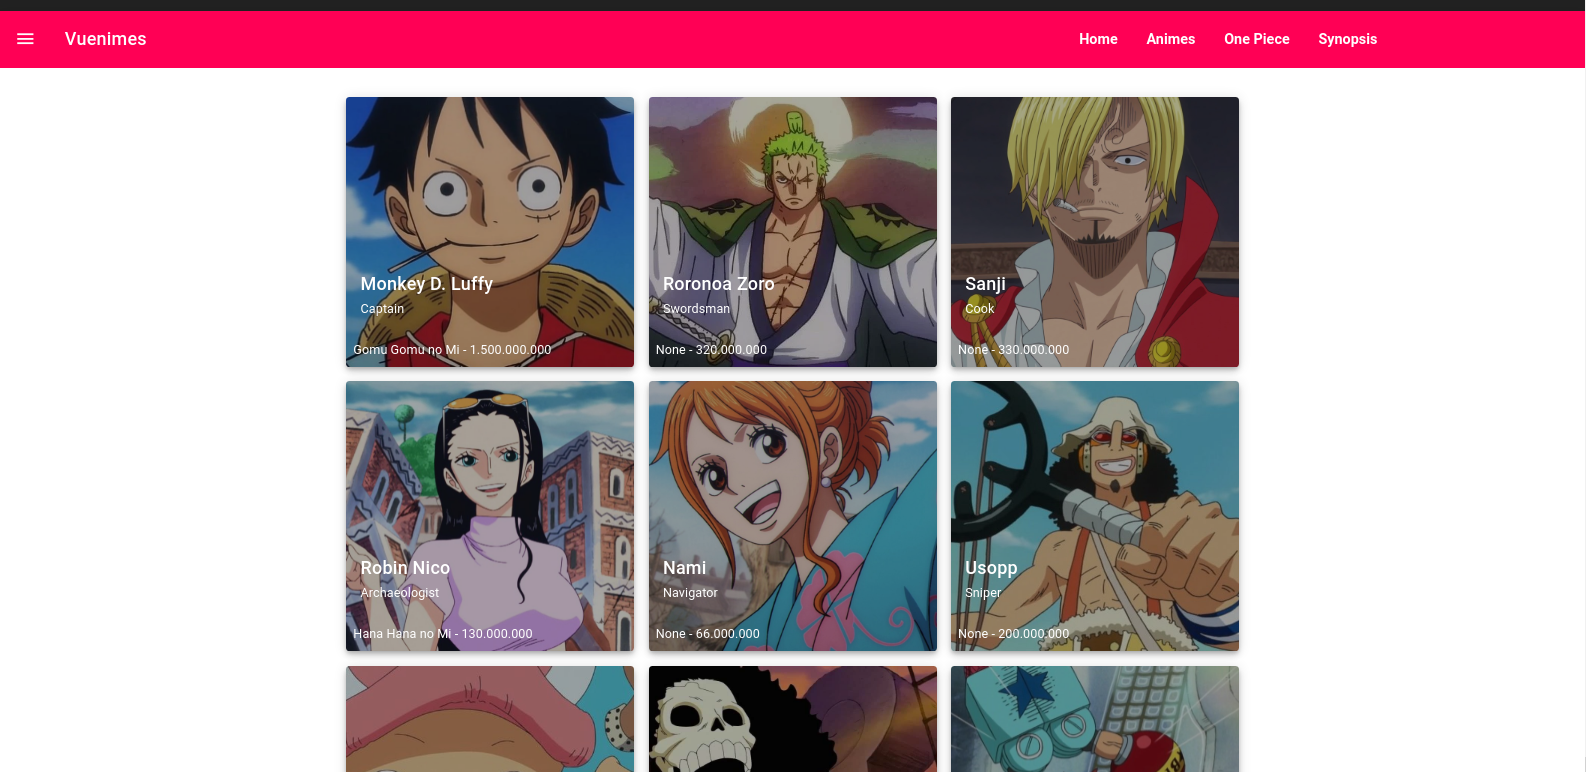 Vuenimes
Home Animes One Piece Synopsis
Monkey D. Luffy
Captain
Gomu Gomu no Mi - 1.500.000.000
Roronoa Zoro
Swordsman
None - 320.000.000
Sanji
Cook
None - 330.000.000
Robin Nico
Archaeologist
Hana Hana no Mi - 130.000.000
Nami
Navigator
None - 66.000.000
Usopp
Sniper
None - 200.000.000